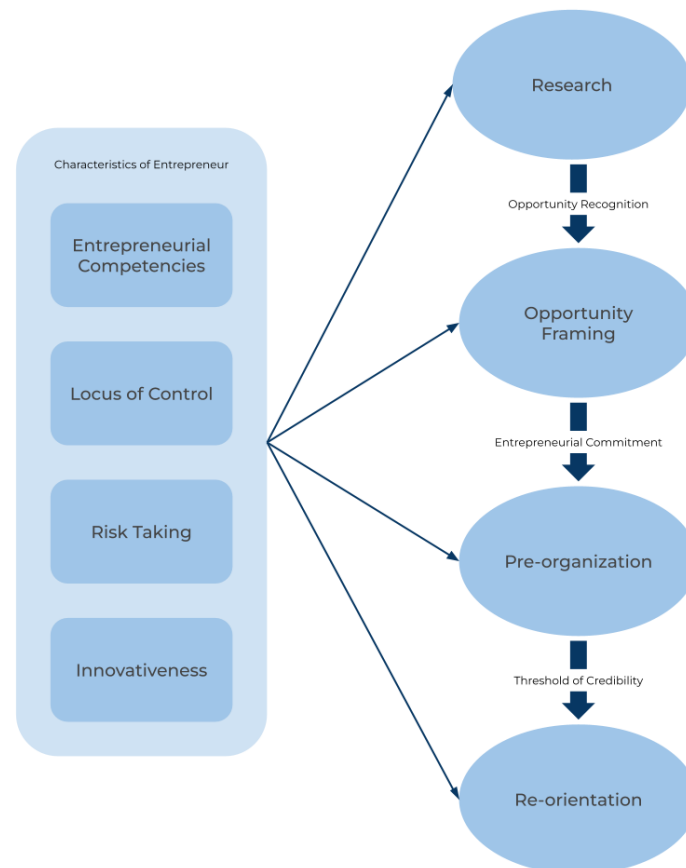 Characteristics of Entrepreneur
Entrepreneurial
Competencies
Locus of Control
Risk Taking
Innovativeness
Research
Opportunity Recognition
Opportunity
Framing
Entrepreneurial Commitment
Pre-organization
Threshold of Credibility
Re-orientation